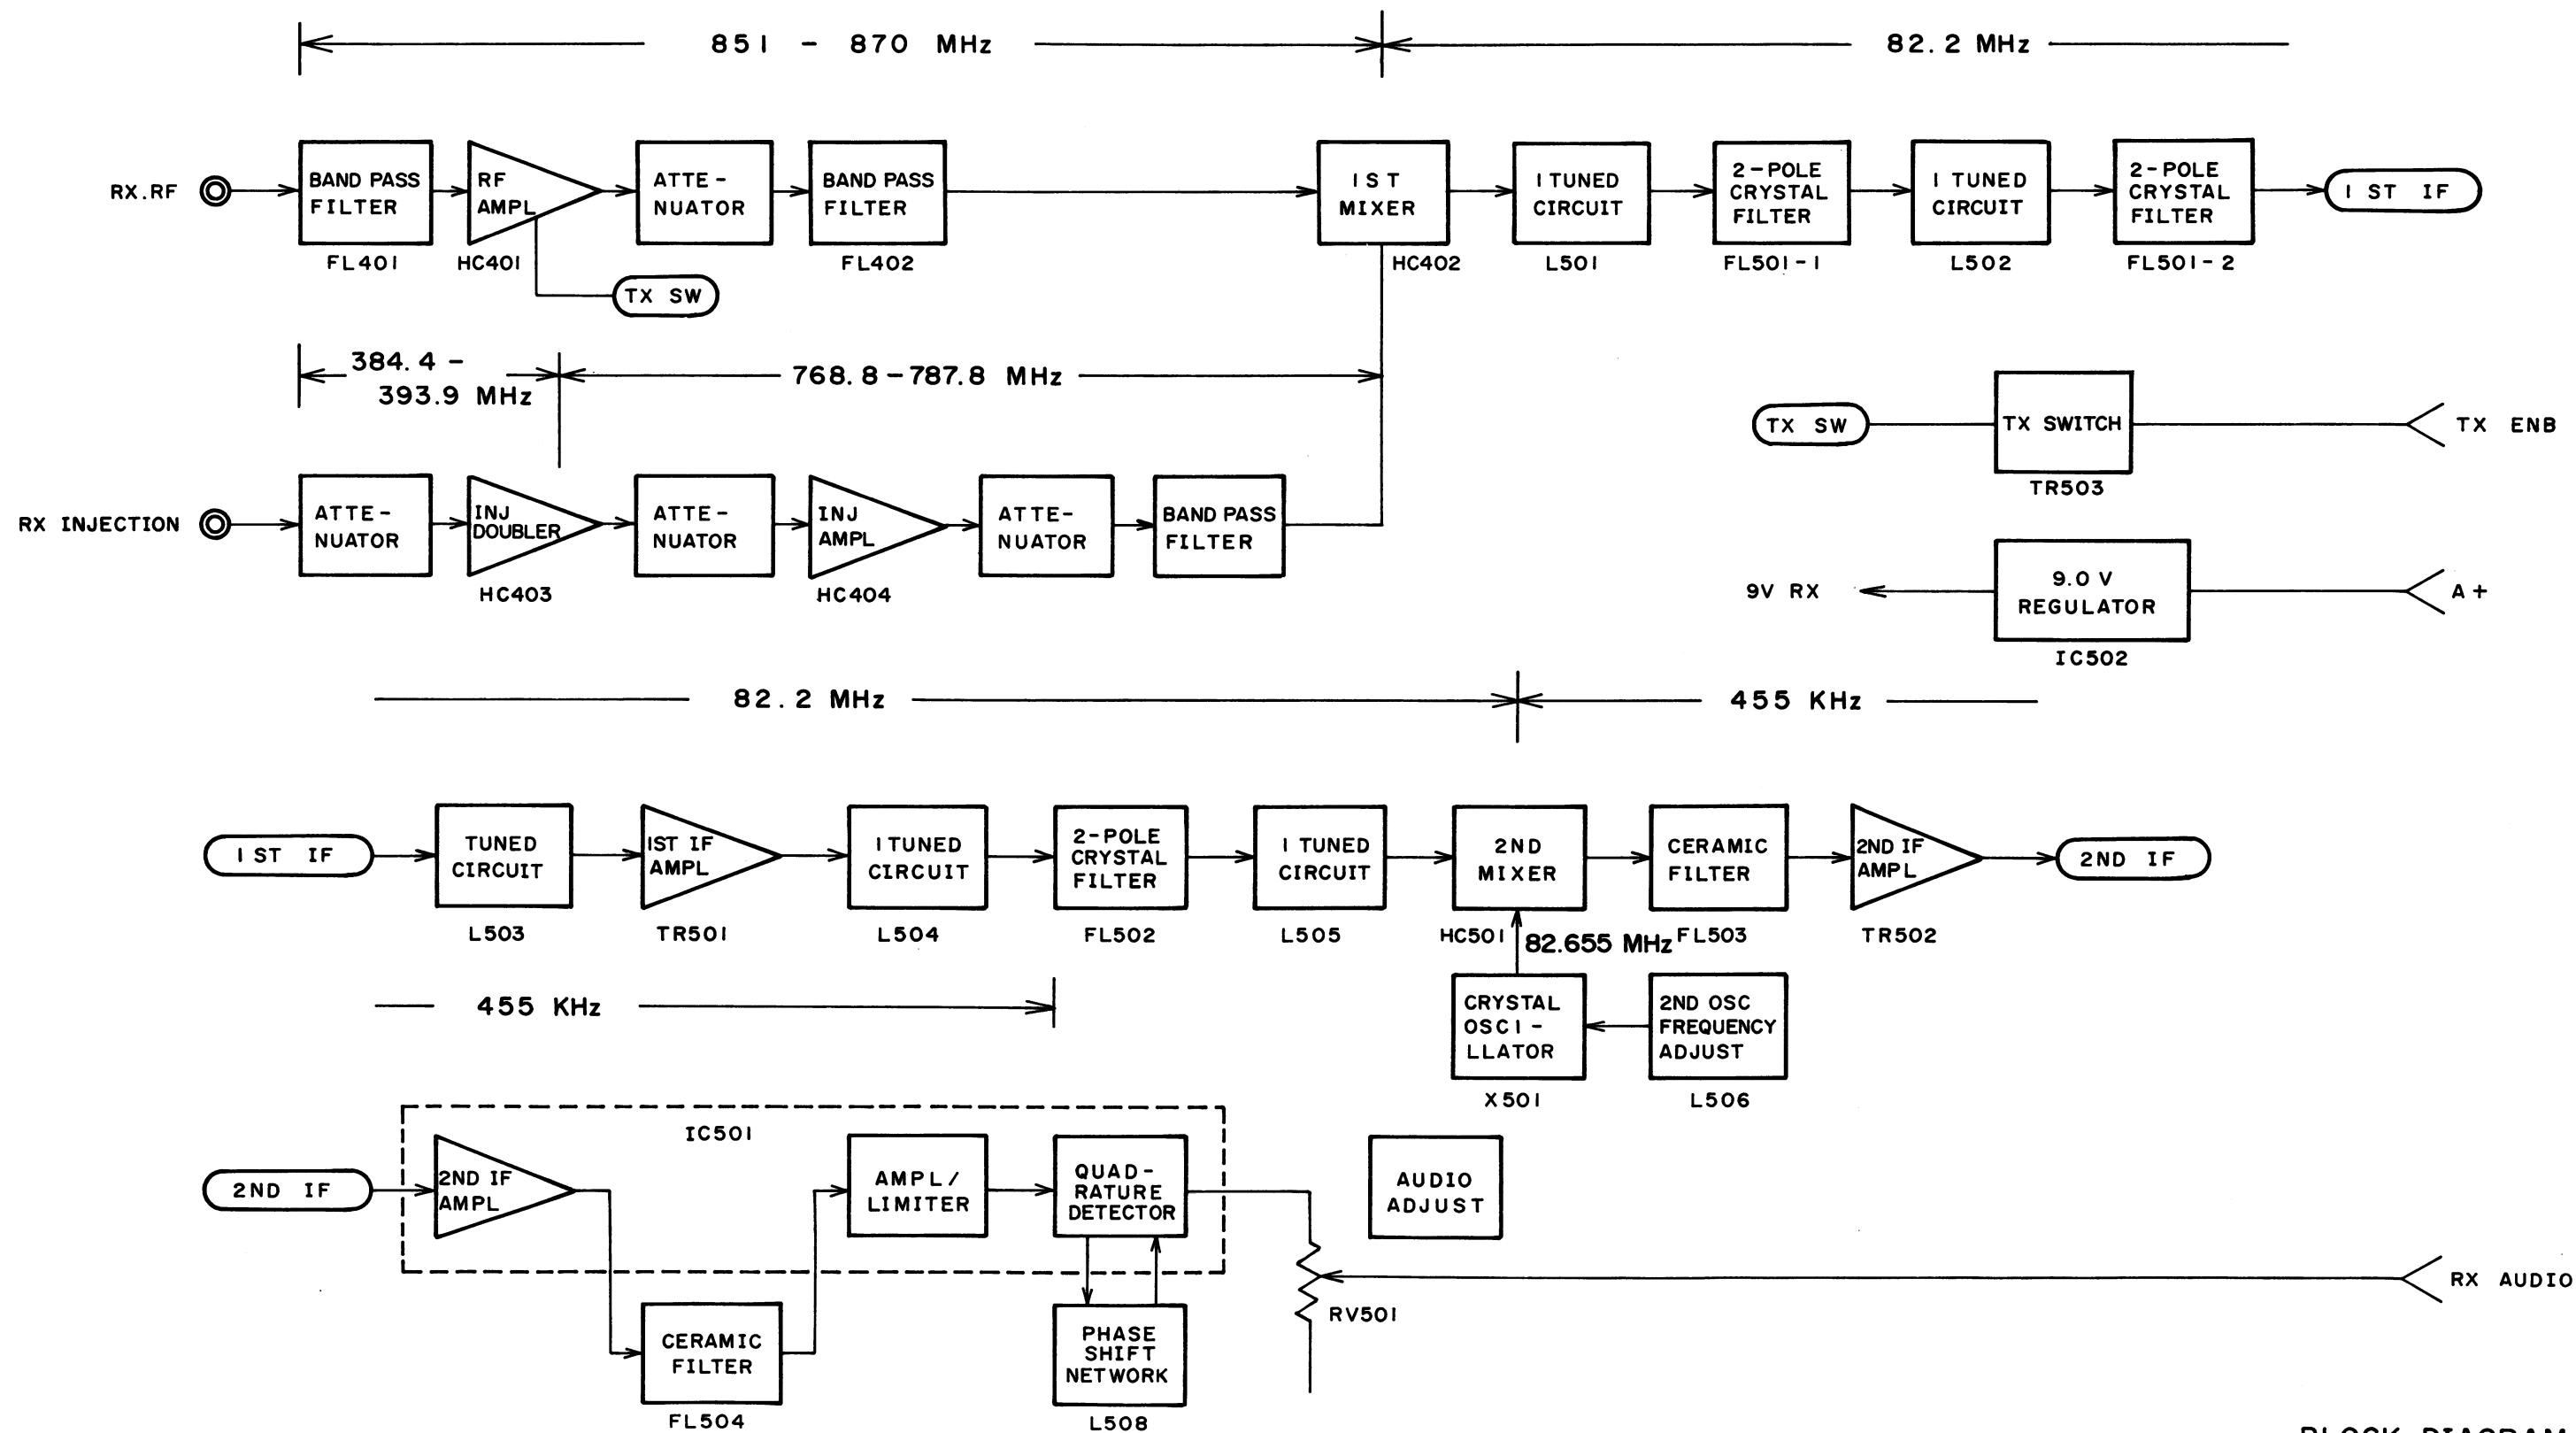 851 - 870 MHz
82.2 MHz
RX.RF
BAND PASS
FILTER
FL401
RF
AMPL
HC401
TX SW
ATTE-
NUATOR
BAND PASS
FILTER
FL402
1ST
MIXER
HC402
1 TUNED
CIRCUIT
L501
2-POLE
CRYSTAL
FILTER
FL501-1
1 TUNED
CIRCUIT
L502
2-POLE
CRYSTAL
FILTER
FL501-2
1ST IF
384.4 -
393.9 MHz
768.8-787.8 MHz
RX INJECTION
ATTE-
NUATOR
INJ
DOUBLER
HC403
ATTE-
NUATOR
INJ
AMPL
HC404
ATTE-
NUATOR
BAND PASS
FILTER
TX SW
TX SWITCH
TR503
TX ENB
9V RX
9.0 V
REGULATOR
IC502
A+
82.2 MHz
455 KHz
1ST IF
TUNED
CIRCUIT
L503
1ST IF
AMPL
TR501
1 TUNED
CIRCUIT
L504
2-POLE
CRYSTAL
FILTER
FL502
1 TUNED
CIRCUIT
L505
2ND
MIXER
HC501
82.655 MHz
CERAMIC
FILTER
FL503
2ND IF
AMPL
TR502
2ND IF
455 KHz
CRYSTAL
OSCI-
LLATOR
X501
2ND OSC
FREQUENCY
ADJUST
L506
IC501
2ND IF
2ND IF
AMPL
CERAMIC
FILTER
FL504
AMPL/
LIMITER
QUAD-
RATURE
DETECTOR
PHASE
SHIFT
NETWORK
L508
AUDIO
ADJUST
RV501
RX AUDIO